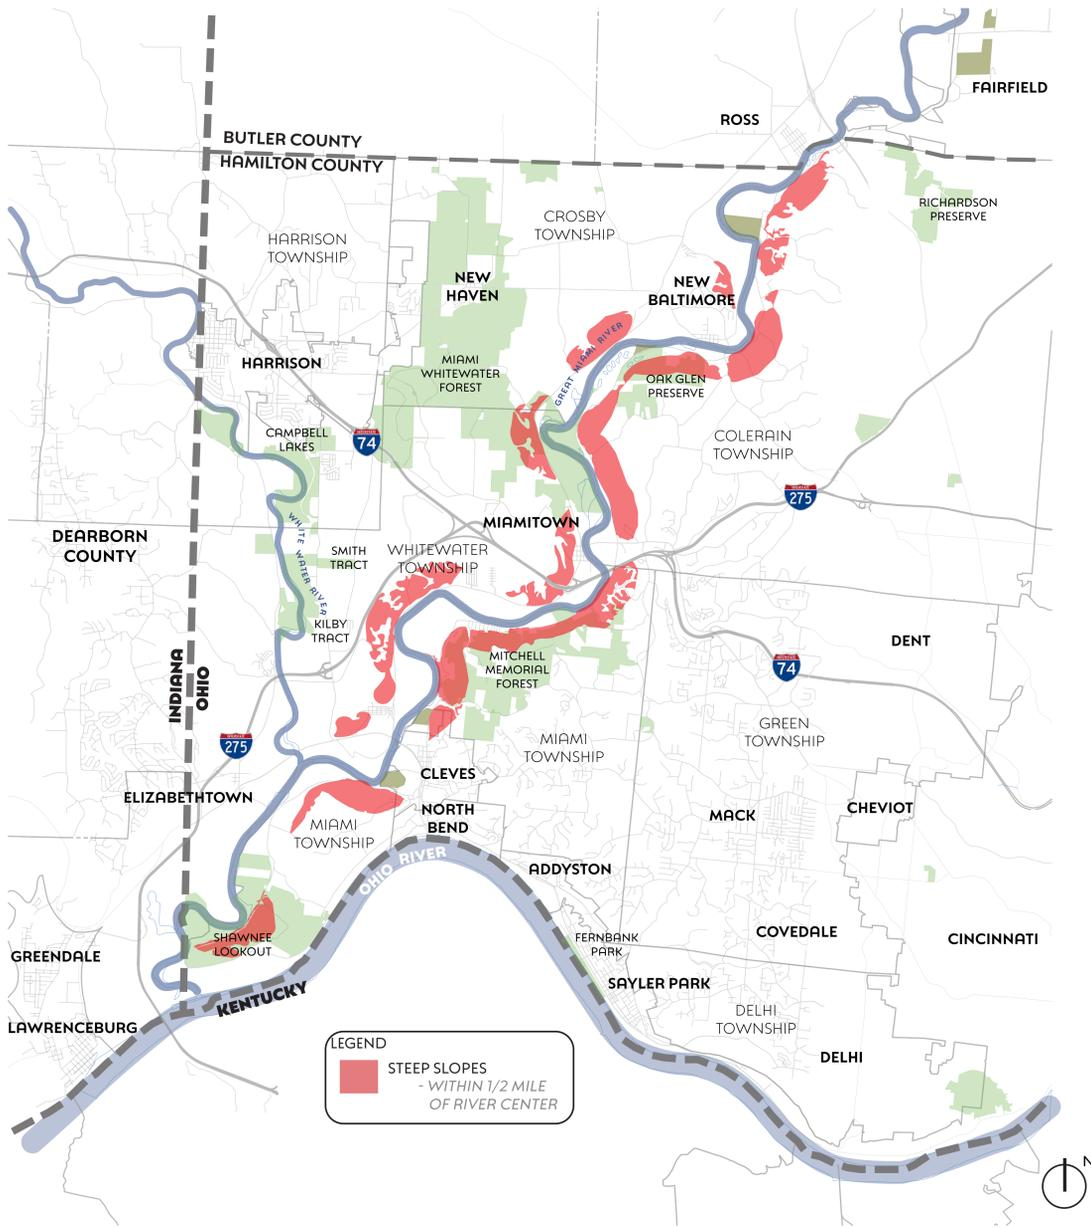 FAIRFIELD
ROSS
BUTLER COUNTY
HAMILTON COUNTY
RICHARDSON
PRESERVE
CROSBY
TOWNSHIP
HARRISON
TOWNSHIP
NEW
HAVEN
NEW
BALTIMORE
GREAT MIAMI RIVER
HARRISON
MIAMI
WHITEWATER
FOREST
OAK GLEN
PRESERVE
CAMPBELL
LAKES
74
COLERAIN
TOWNSHIP
275
MIAMITOWN
DEARBORN
COUNTY
WHITE WATER RIVER
SMITH
TRACT
WHITEWATER
TOWNSHIP
KILBY
TRACT
DENT
MITCHELL
MEMORIAL
FOREST
74
INDIANA
OHIO
GREEN
TOWNSHIP
275
MIAMI
TOWNSHIP
CLEVES
ELIZABETHTOWN
NORTH
BEND
MACK
CHEVIOT
MIAMI
TOWNSHIP
OHIO RIVER
ADDYSTON
SHAWNEE
LOOKOUT
FERNBANK
PARK
COVEDALE
CINCINNATI
GREENDALE
SAYLER PARK
KENTUCKY
LAWRENCEBURG
DELHI
TOWNSHIP
DELHI
LEGEND
STEEP SLOPES
- WITHIN 1/2 MILE
OF RIVER CENTER
N